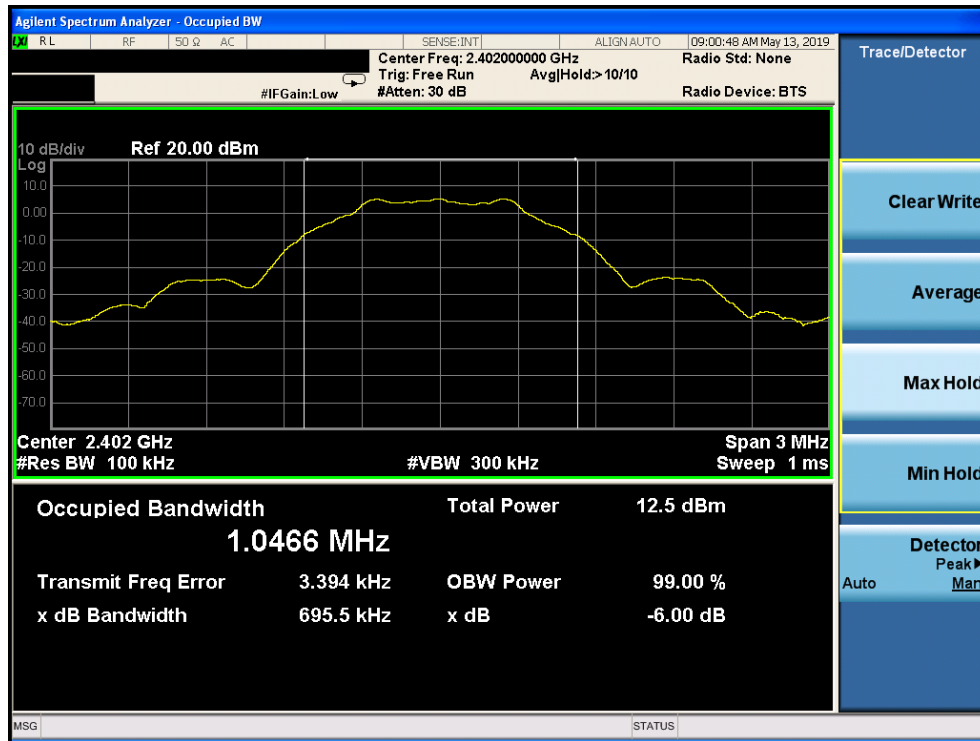 Agilent Spectrum Analyzer - Occupied BW
LXI RL RF 50 Ω AC SENSE:INT ALIGN AUTO 09:00:48 AM May 13, 2019
Center Freq: 2.402000000 GHz Radio Std: None
Trig: Free Run Avg|Hold:>10/10
#IFGain:Low #Atten: 30 dB Radio Device: BTS
10 dB/div Ref 20.00 dBm
Log
10.0
0.00
-10.0
-20.0
-30.0
-40.0
-50.0
-60.0
-70.0
Center 2.402 GHz Span 3 MHz
#Res BW 100 kHz #VBW 300 kHz Sweep 1 ms
Occupied Bandwidth Total Power 12.5 dBm
1.0466 MHz
Transmit Freq Error 3.394 kHz OBW Power 99.00 %
x dB Bandwidth 695.5 kHz x dB -6.00 dB
MSG STATUS
Trace/Detector
Clear Write
Average
Max Hold
Min Hold
Detector
Peak▶
Auto Man